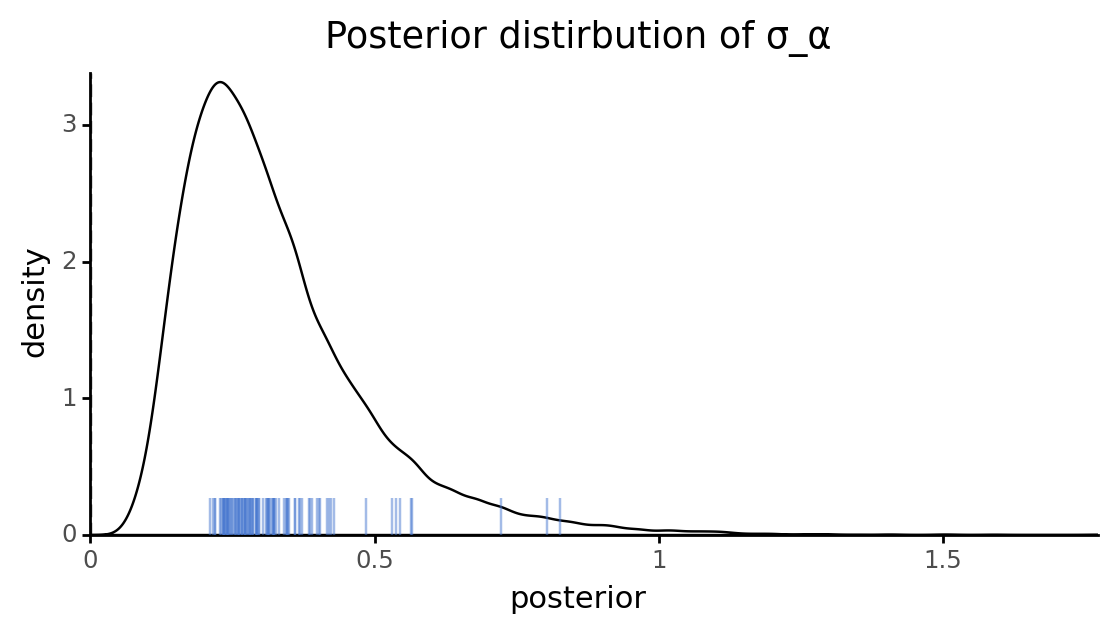 Posterior distirbution of σ_α
density
3
2
1
0
0 0.5 1 1.5
posterior